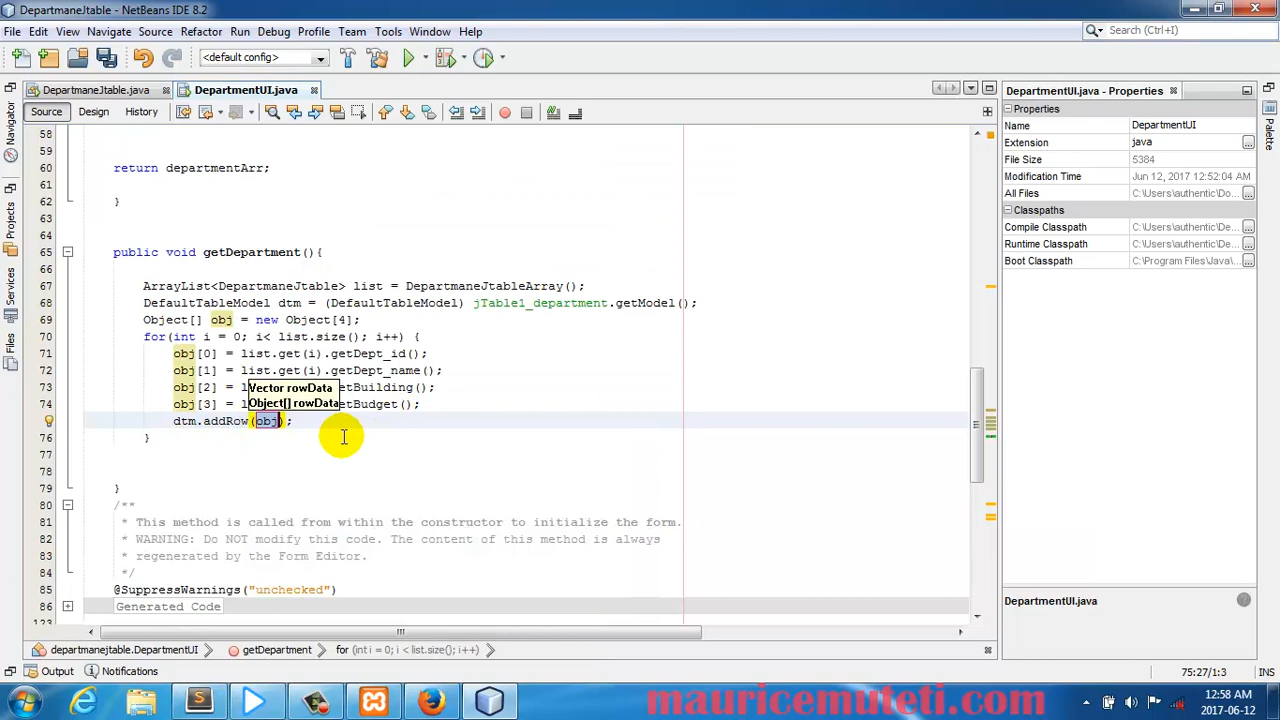 DepartmaneJtable - NetBeans IDE 8.2
File Edit View Navigate Source Refactor Run Debug Profile Team Tools Window Help
Search (Ctrl+I)
<default config>
DepartmaneJtable.java
DepartmentUI.java
DepartmentUI.java - Properties
Source Design History
Navigator
Projects
Services
Files
58
59
60 return departmentArr;
61
62 }
63
64
65 public void getDepartment(){
66
67 ArrayList<DepartmaneJtable> list = DepartmaneJtableArray();
68 DefaultTableModel dtm = (DefaultTableModel) jTable1_department.getModel();
69 Object[] obj = new Object[4];
70 for(int i = 0; i< list.size(); i++) {
71 obj[0] = list.get(i).getDept_id();
72 obj[1] = list.get(i).getDept_name();
73 obj[2] = l etBuilding();
Vector rowData
74 obj[3] = l etBudget();
Object[] rowData
dtm.addRow(obj);
76 }
77
78
79 }
80 /**
81 * This method is called from within the constructor to initialize the form.
82 * WARNING: Do NOT modify this code. The content of this method is always
83 * regenerated by the Form Editor.
84 */
85 @SuppressWarnings("unchecked")
86 Generated Code
123
Properties
Name DepartmentUI
Extension java
File Size 5384
Modification Time Jun 12, 2017 12:52:04 AM
All Files C:\Users\authentic\Do...
Classpaths
Compile Classpath C:\Users\authentic\De...
Runtime Classpath C:\Users\authentic\De...
Boot Classpath C:\Program Files\Java\...
DepartmentUI.java
Palette
departmanejtable.DepartmentUI
getDepartment
for (int i = 0; i < list.size(); i++)
Output
Notifications
75:27/1:3
INS
mauricemuteti.com
12:58 AM
2017-06-12